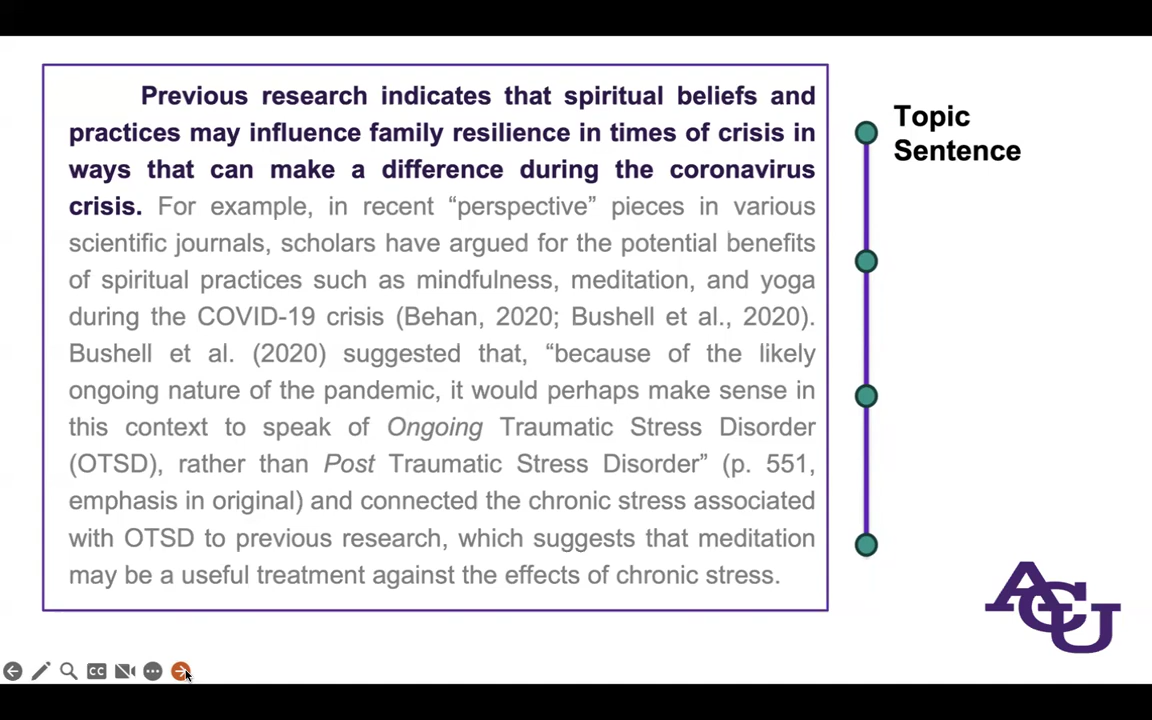 Previous research indicates that spiritual beliefs and
practices may influence family resilience in times of crisis in
ways that can make a difference during the coronavirus
crisis. For example, in recent “perspective” pieces in various
scientific journals, scholars have argued for the potential benefits
of spiritual practices such as mindfulness, meditation, and yoga
during the COVID-19 crisis (Behan, 2020; Bushell et al., 2020).
Bushell et al. (2020) suggested that, “because of the likely
ongoing nature of the pandemic, it would perhaps make sense in
this context to speak of Ongoing Traumatic Stress Disorder
(OTSD), rather than Post Traumatic Stress Disorder” (p. 551,
emphasis in original) and connected the chronic stress associated
with OTSD to previous research, which suggests that meditation
may be a useful treatment against the effects of chronic stress.
Topic
Sentence
ACU
CC